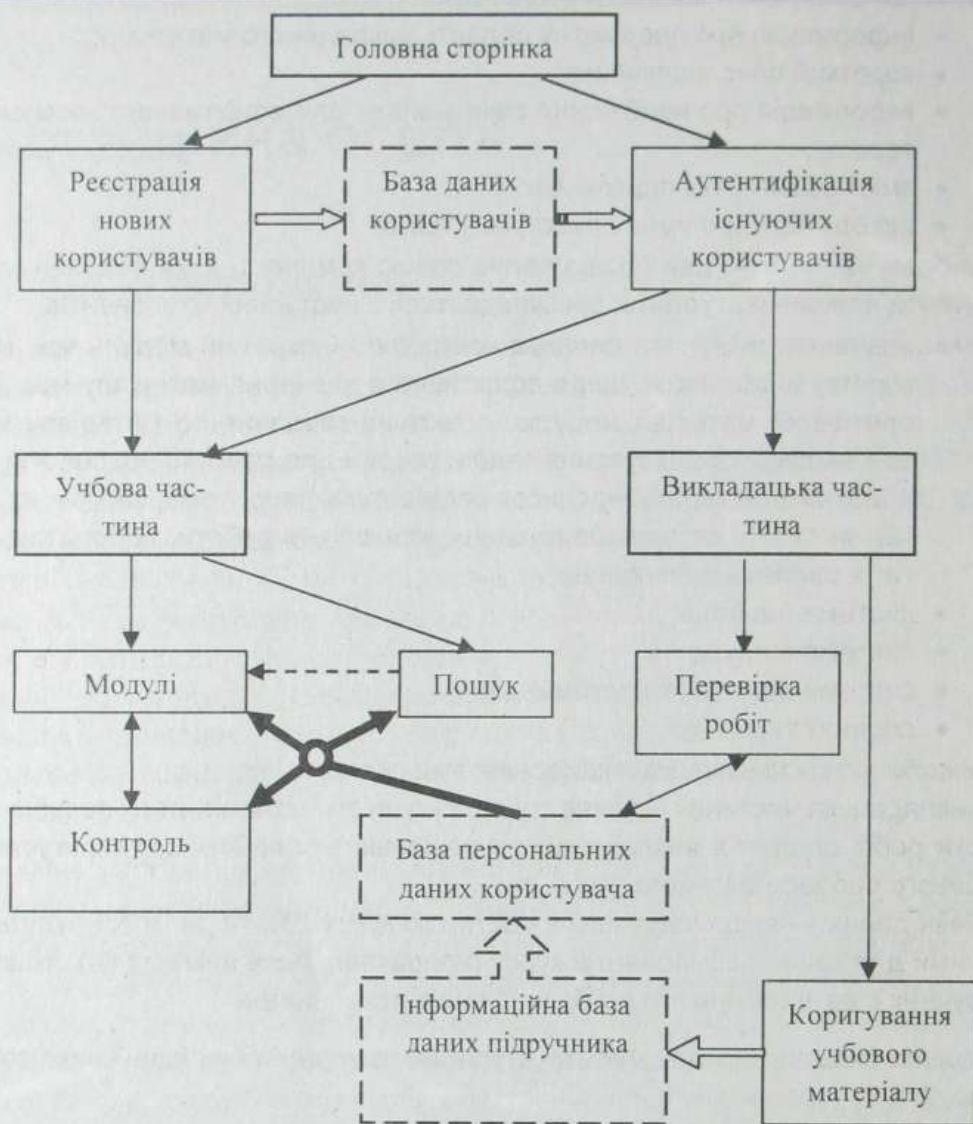 Головна сторінка
Реєстрація
нових
користувачів
База даних
користувачів
Аутентифікація
існуючих
користувачів
Учбова час-
тина
Викладацька час-
тина
Модулі
Пошук
Перевірка
робіт
Контроль
База персональних
даних користувача
Інформаційна база
даних підручника
Коригування
учбового
матеріалу